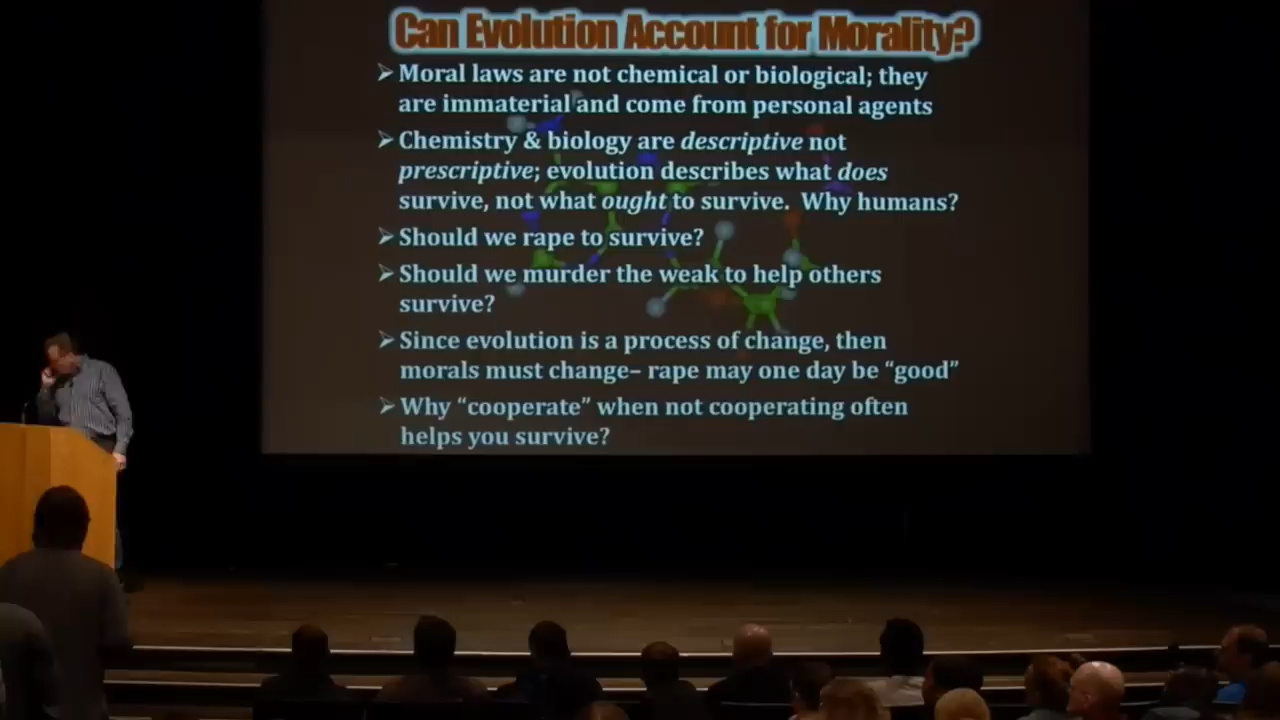 Can Evolution Account for Morality?
➢ Moral laws are not chemical or biological; they
are immaterial and come from personal agents
➢ Chemistry & biology are descriptive not
prescriptive; evolution describes what does
survive, not what ought to survive.  Why humans?
➢ Should we rape to survive?
➢ Should we murder the weak to help others
survive?
➢ Since evolution is a process of change, then
morals must change– rape may one day be “good”
➢ Why “cooperate” when not cooperating often
helps you survive?